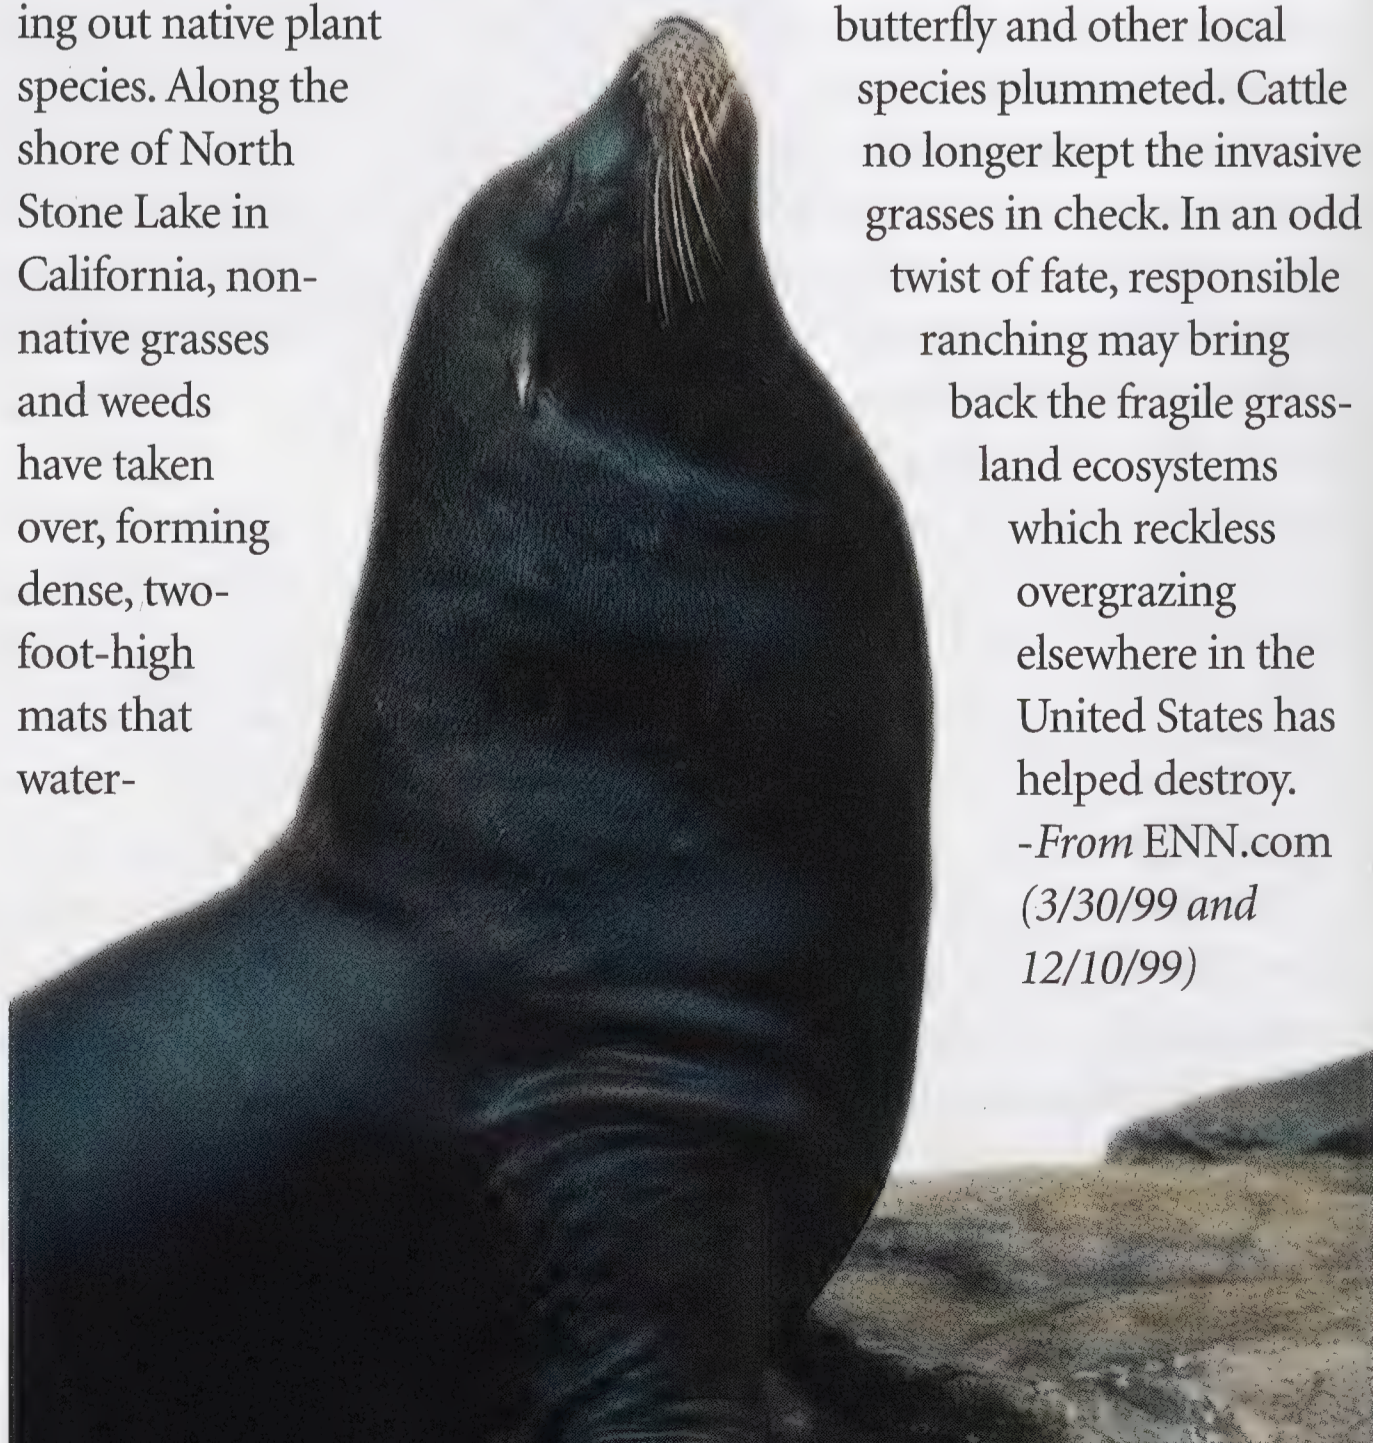 ing out native plant
species. Along the
shore of North
Stone Lake in
California, non-
native grasses
and weeds
have taken
over, forming
dense, two-
foot-high
mats that
water-
butterfly and other local
species plummeted. Cattle
no longer kept the invasive
grasses in check. In an odd
twist of fate, responsible
ranching may bring
back the fragile grass-
land ecosystems
which reckless
overgrazing
elsewhere in the
United States has
helped destroy.
-From ENN.com
(3/30/99 and
12/10/99)